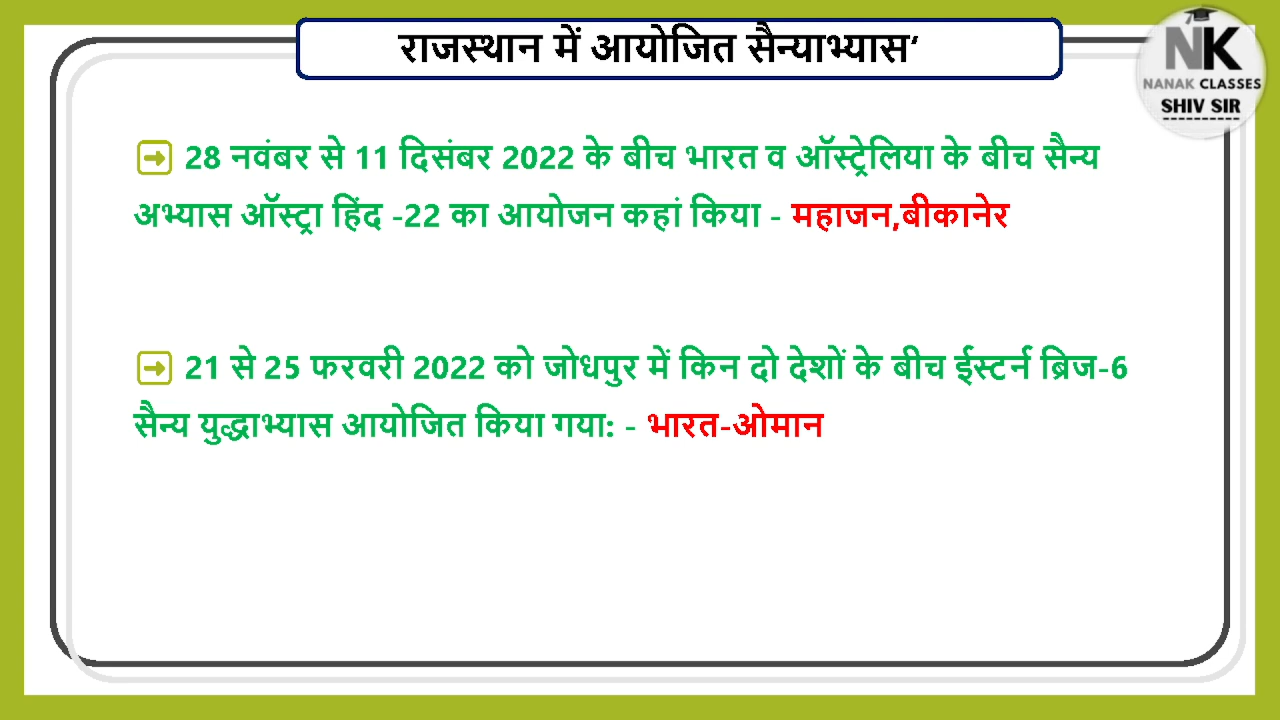 राजस्थान में आयोजित सैन्याभ्यास‘
NK
NANAK CLASSES
SHIV SIR
----------
28 नवंबर से 11 दिसंबर 2022 के बीच भारत व ऑस्ट्रेलिया के बीच सैन्य
अभ्यास ऑस्ट्रा हिंद -22 का आयोजन कहां किया - महाजन,बीकानेर
21 से 25 फरवरी 2022 को जोधपुर में किन दो देशों के बीच ईस्टर्न ब्रिज-6
सैन्य युद्धाभ्यास आयोजित किया गया: - भारत-ओमान